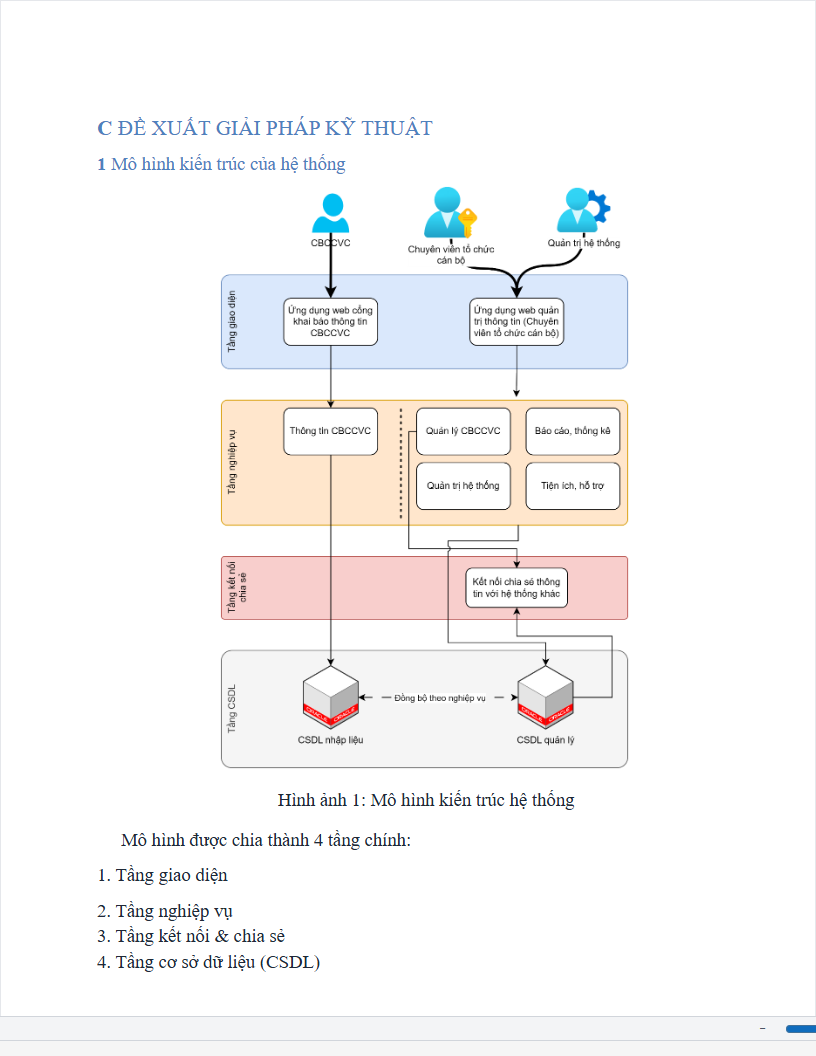 C ĐỀ XUẤT GIẢI PHÁP KỸ THUẬT
1 Mô hình kiến trúc của hệ thống
CBCCVC
Chuyên viên tổ chức
cán bộ
Quản trị hệ thống
Tầng giao diện
Ứng dụng web cổng
khai báo thông tin
CBCCVC
Ứng dụng web quản
trị thông tin (Chuyên
viên tổ chức cán bộ)
Tầng nghiệp vụ
Thông tin CBCCVC
Quản lý CBCCVC
Báo cáo, thống kê
Quản trị hệ thống
Tiện ích, hỗ trợ
Tầng kết nối
chia sẻ
Kết nối chia sẻ thông
tin với hệ thống khác
Tầng CSDL
ORACLE ORACLE
Đồng bộ theo nghiệp vụ
ORACLE ORACLE
CSDL nhập liệu
CSDL quản lý
Hình ảnh 1: Mô hình kiến trúc hệ thống
Mô hình được chia thành 4 tầng chính:
1. Tầng giao diện
2. Tầng nghiệp vụ
3. Tầng kết nối & chia sẻ
4. Tầng cơ sở dữ liệu (CSDL)